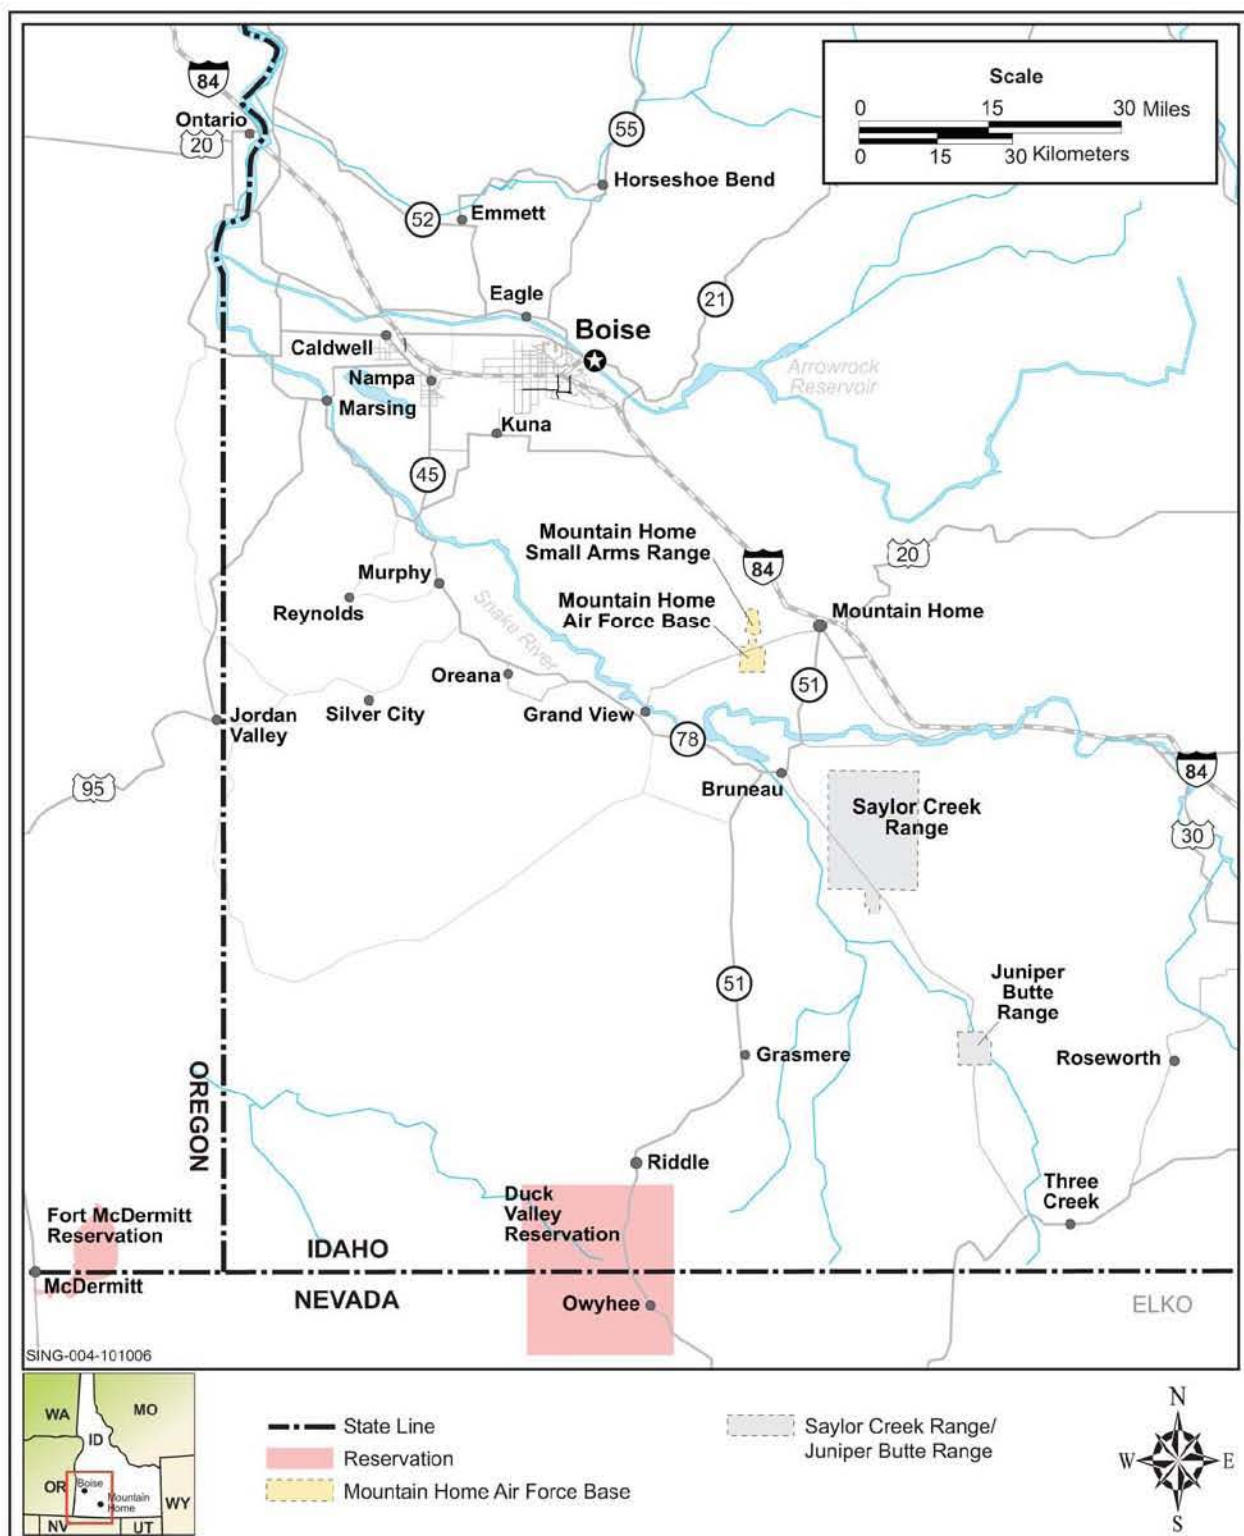 Scale
0 15 30 Miles
0 15 30 Kilometers
84
Ontario
20
55
Horseshoe Bend
52
Emmett
21
Eagle
Boise
Caldwell
Nampa
Marsing
Arrowrock
Reservoir
Kuna
45
Mountain Home
Small Arms Range
84
20
Murphy
Reynolds
Snake River
Mountain Home
Air Force Base
Mountain Home
Oreana
51
Silver City
Grand View
Jordan
Valley
78
95
Bruneau
84
Saylor Creek
Range
30
51
Juniper
Butte
Range
Grasmere
Roseworth
OREGON
Riddle
Duck
Valley
Reservation
Three
Creek
Fort McDermitt
Reservation
IDAHO
McDermitt
NEVADA
Owyhee
ELKO
SING-004-101006
WA
MO
ID
OR
Boise
Mountain
Home
WY
NV
UT
State Line
Reservation
Mountain Home Air Force Base
Saylor Creek Range/
Juniper Butte Range
N
W
E
S